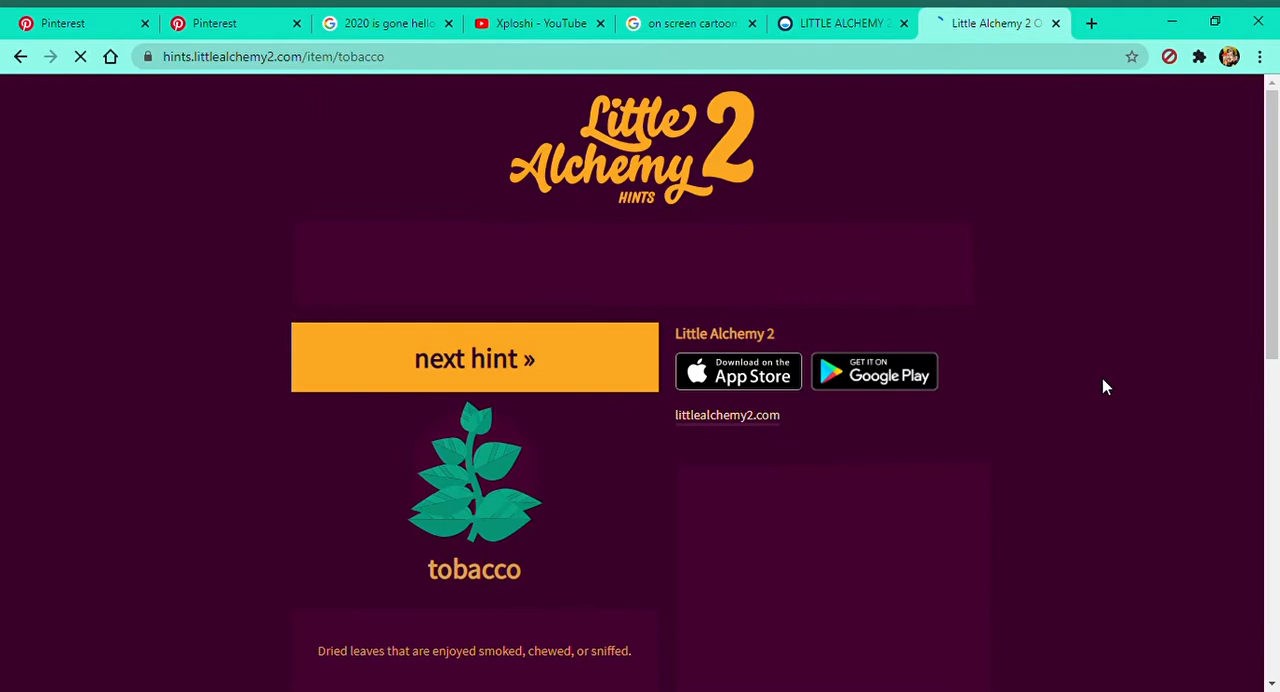 Pinterest
Pinterest
2020 is gone hello
Xploshi - YouTube
on screen cartoon
LITTLE ALCHEMY 2
Little Alchemy 2 O
hints.littlealchemy2.com/item/tobacco
Little
Alchemy 2
HINTS
next hint »
Little Alchemy 2
Download on the
App Store
GET IT ON
Google Play
littlealchemy2.com
tobacco
Dried leaves that are enjoyed smoked, chewed, or sniffed.